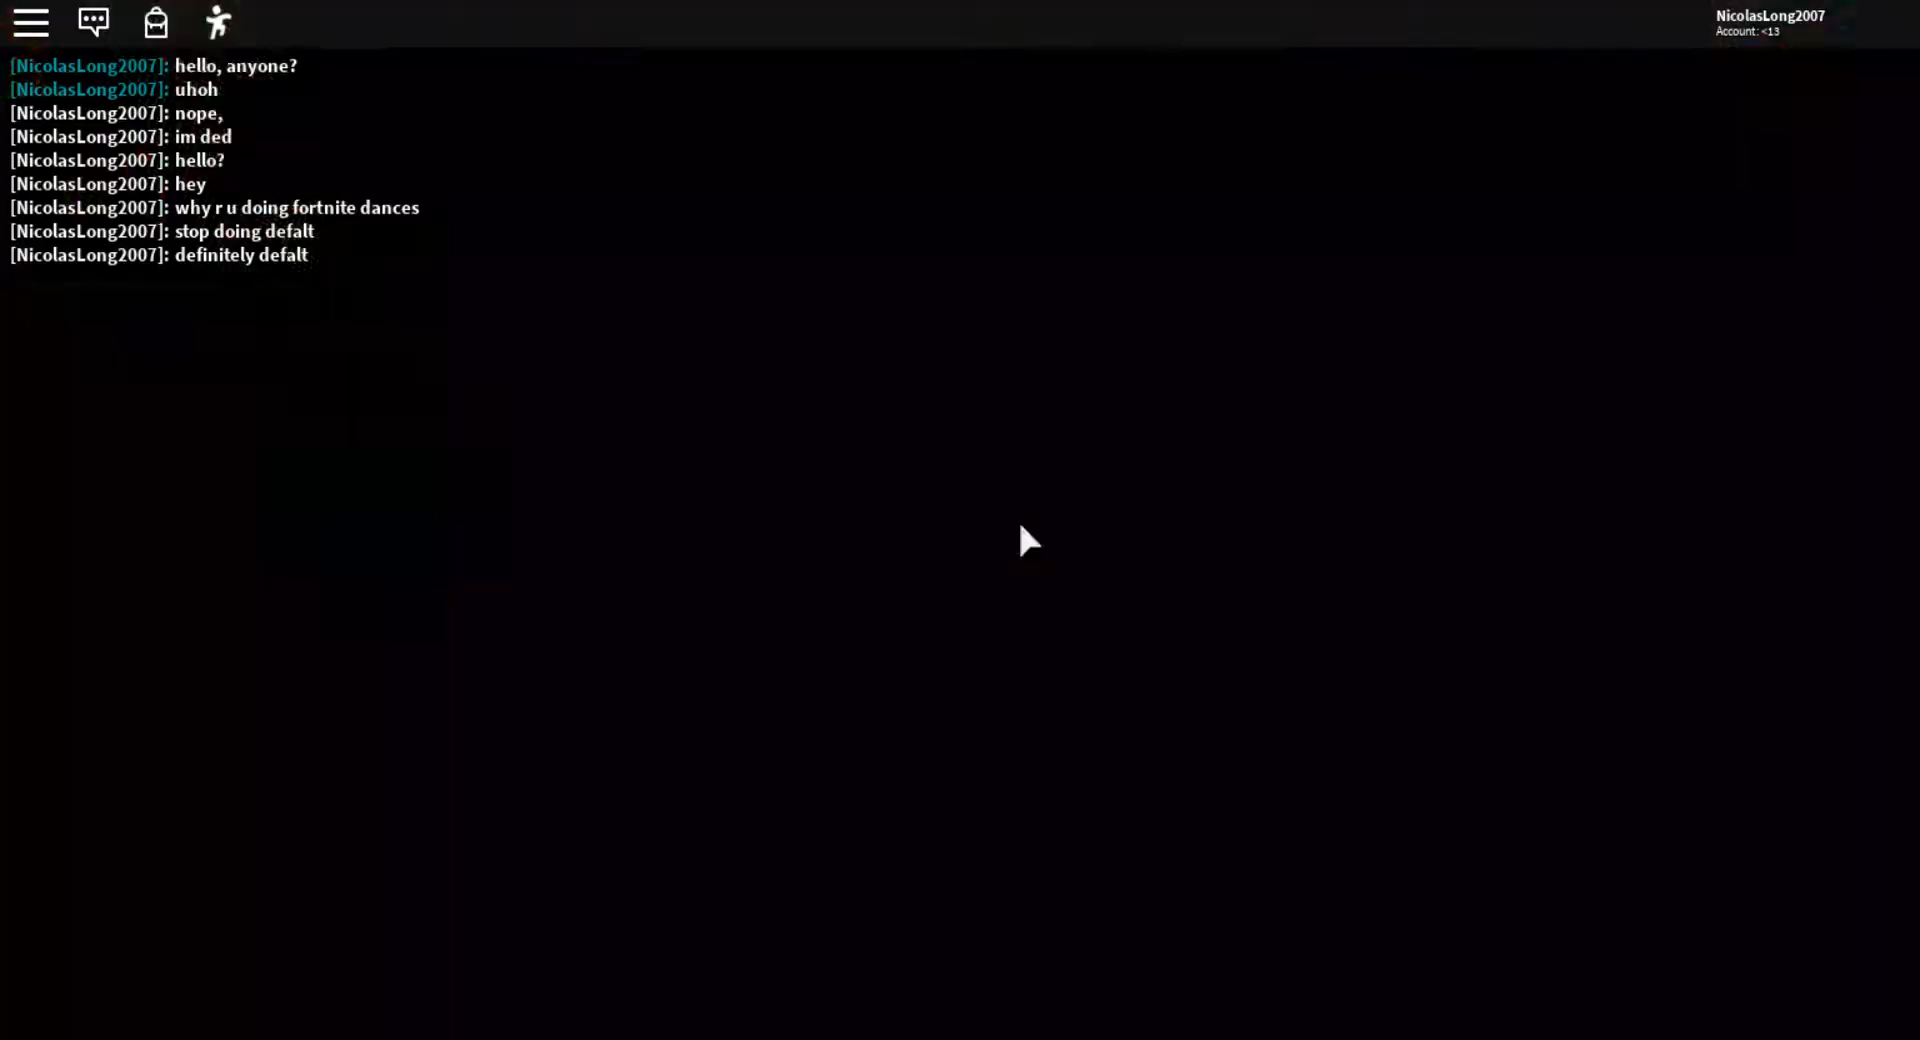 NicolasLong2007
Account: <13
[NicolasLong2007]: hello, anyone?
[NicolasLong2007]: uhoh
[NicolasLong2007]: nope,
[NicolasLong2007]: im ded
[NicolasLong2007]: hello?
[NicolasLong2007]: hey
[NicolasLong2007]: why r u doing fortnite dances
[NicolasLong2007]: stop doing defalt
[NicolasLong2007]: definitely defalt